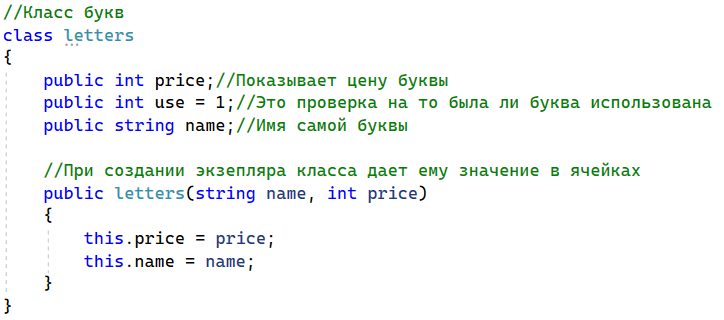 //Класс букв
class letters
{
    public int price;//Показывает цену буквы
    public int use = 1;//Это проверка на то была ли буква использована
    public string name;//Имя самой буквы

    //При создании экзепляра класса дает ему значение в ячейках
    public letters(string name, int price)
    {
        this.price = price;
        this.name = name;
    }
}